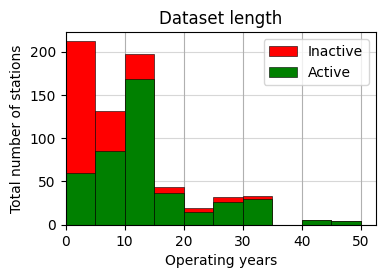 Dataset length
Total number of stations
200
150
100
50
0
Inactive
Active
0 10 20 30 40 50
Operating years